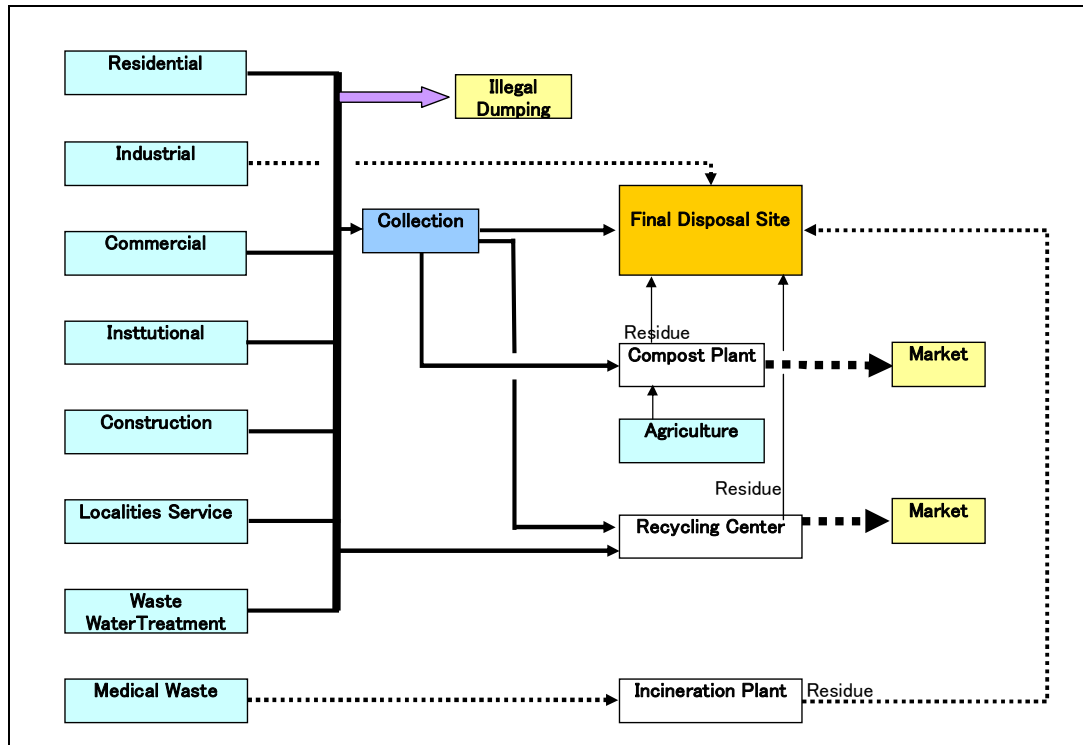 Residential
Illegal
Dumping
Industrial
Collection
Final Disposal Site
Commercial
Residue
Insttutional
Compost Plant
Market
Construction
Agriculture
Residue
Localities Service
Recycling Center
Market
Waste
WaterTreatment
Medical Waste
Incineration Plant
Residue